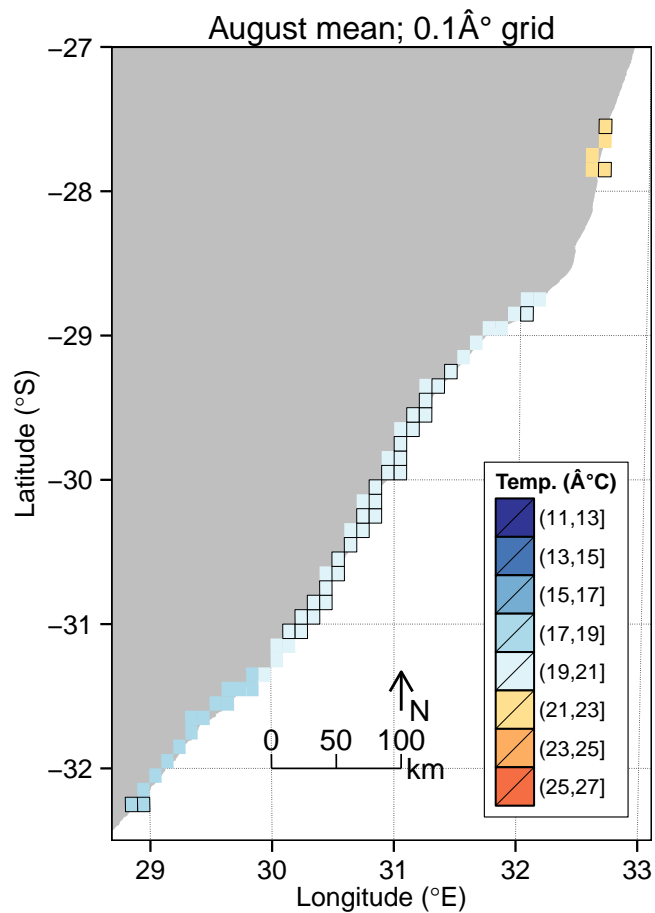 August mean; 0.1Â° grid
−27
−28
−29
−30
−31
−32
Latitude (°S)
Temp. (Â°C)
(11,13]
(13,15]
(15,17]
(17,19]
(19,21]
(21,23]
(23,25]
(25,27]
N
0 50 100
km
29 30 31 32 33
Longitude (°E)